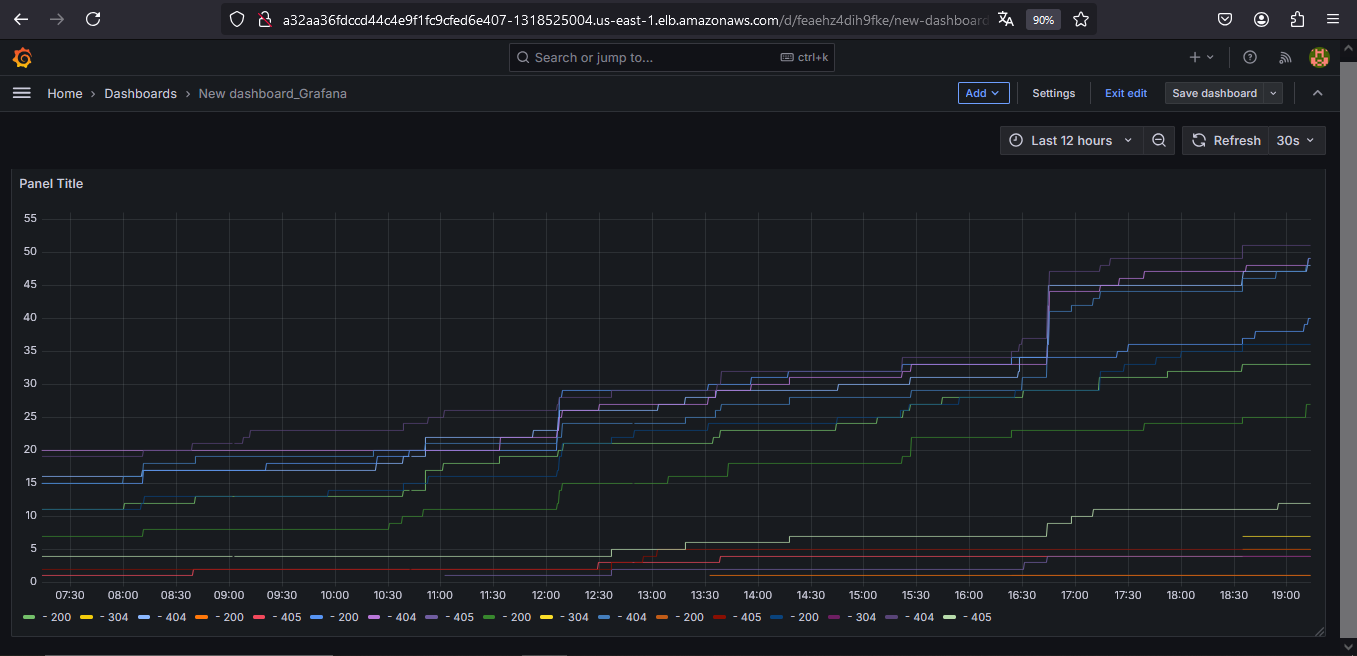 a32aa36fdccd44c4e9f1fc9cfed6e407-1318525004.us-east-1.elb.amazonaws.com/d/feaehz4dih9fke/new-dashboard
90%
Search or jump to...
ctrl+k
Home › Dashboards › New dashboard_Grafana
Add
Settings
Exit edit
Save dashboard
Last 12 hours
Refresh
30s
Panel Title
55
50
45
40
35
30
25
20
15
10
5
0
07:30 08:00 08:30 09:00 09:30 10:00 10:30 11:00 11:30 12:00 12:30 13:00 13:30 14:00 14:30 15:00 15:30 16:00 16:30 17:00 17:30 18:00 18:30 19:00
- 200 - 304 - 404 - 200 - 405 - 200 - 404 - 405 - 200 - 304 - 404 - 200 - 405 - 200 - 304 - 404 - 405